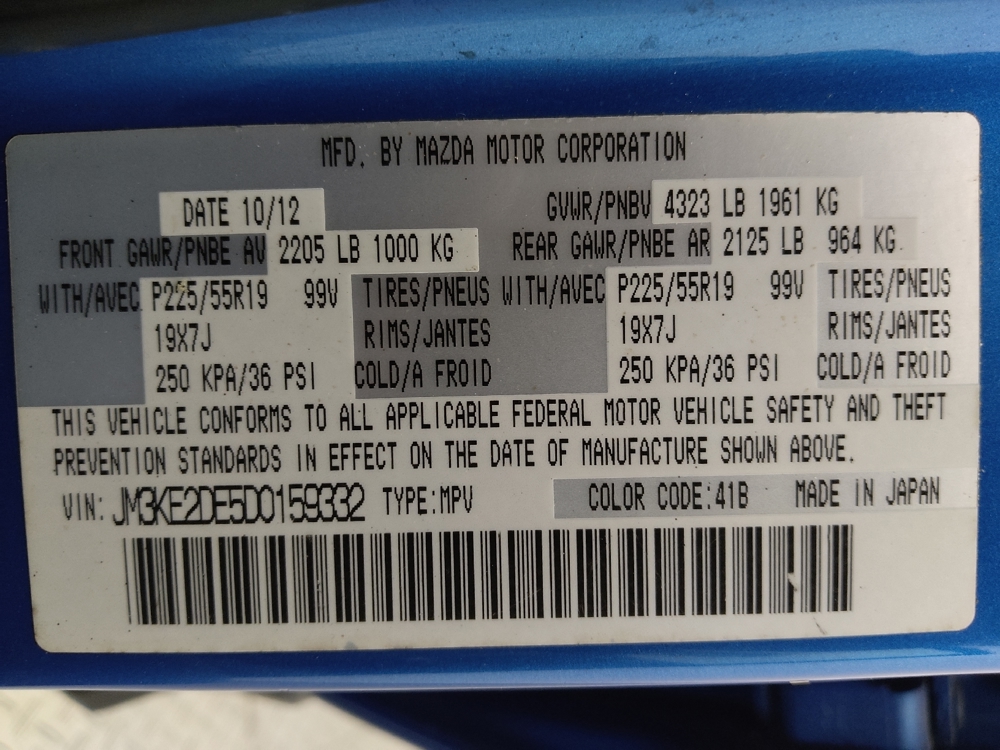 MFD. BY MAZDA MOTOR CORPORATION
DATE 10/12 GVWR/PNBV 4323 LB 1961 KG
FRONT GAWR/PNBE AV 2205 LB 1000 KG REAR GAWR/PNBE AR 2125 LB 964 KG
WITH/AVEC P225/55R19 99V TIRES/PNEUS WITH/AVEC P225/55R19 99V TIRES/PNEUS
19X7J RIMS/JANTES 19X7J RIMS/JANTES
250 KPA/36 PSI COLD/A FROID 250 KPA/36 PSI COLD/A FROID
THIS VEHICLE CONFORMS TO ALL APPLICABLE FEDERAL MOTOR VEHICLE SAFETY AND THEFT
PREVENTION STANDARDS IN EFFECT ON THE DATE OF MANUFACTURE SHOWN ABOVE.
VIN: JM3KE2DE5D0159332 TYPE:MPV COLOR CODE:41B MADE IN JAPAN